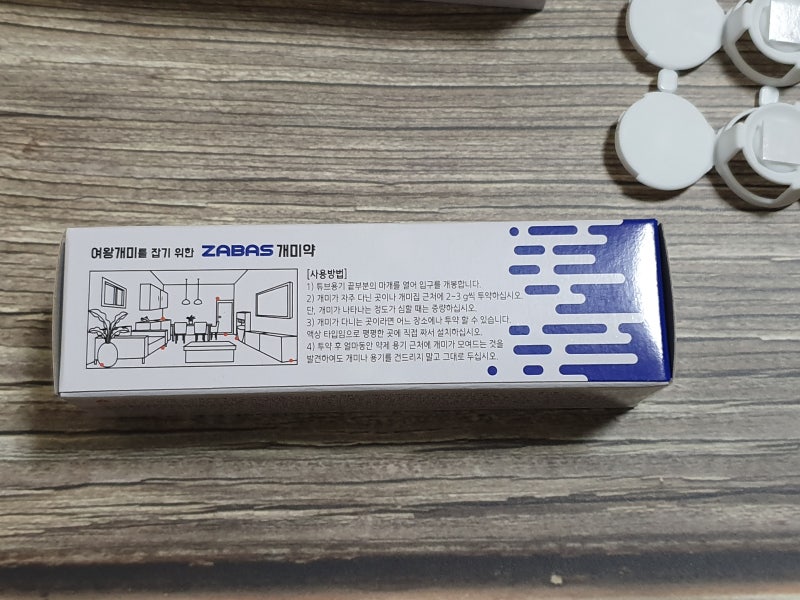 여왕개미를 잡기 위한 ZABAS 개미약
[사용방법]
1) 튜브용기 끝부분의 마개를 열어 입구를 개봉합니다.
2) 개미가 자주 다닌 곳이나 개미집 근처에 2~3 g씩 투약하십시오.
단, 개미가 나타나는 정도가 심할 때는 증량하십시오.
3) 개미가 다니는 곳이라면 어느 장소에나 투약 할 수 있습니다.
액상 타입임으로 평평한 곳에 직접 짜서 설치하십시오.
4) 투약 후 얼마동안 약제 용기 근처에 개미가 모여드는 것을
발견하여도 개미나 용기를 건드리지 말고 그대로 두십시오.